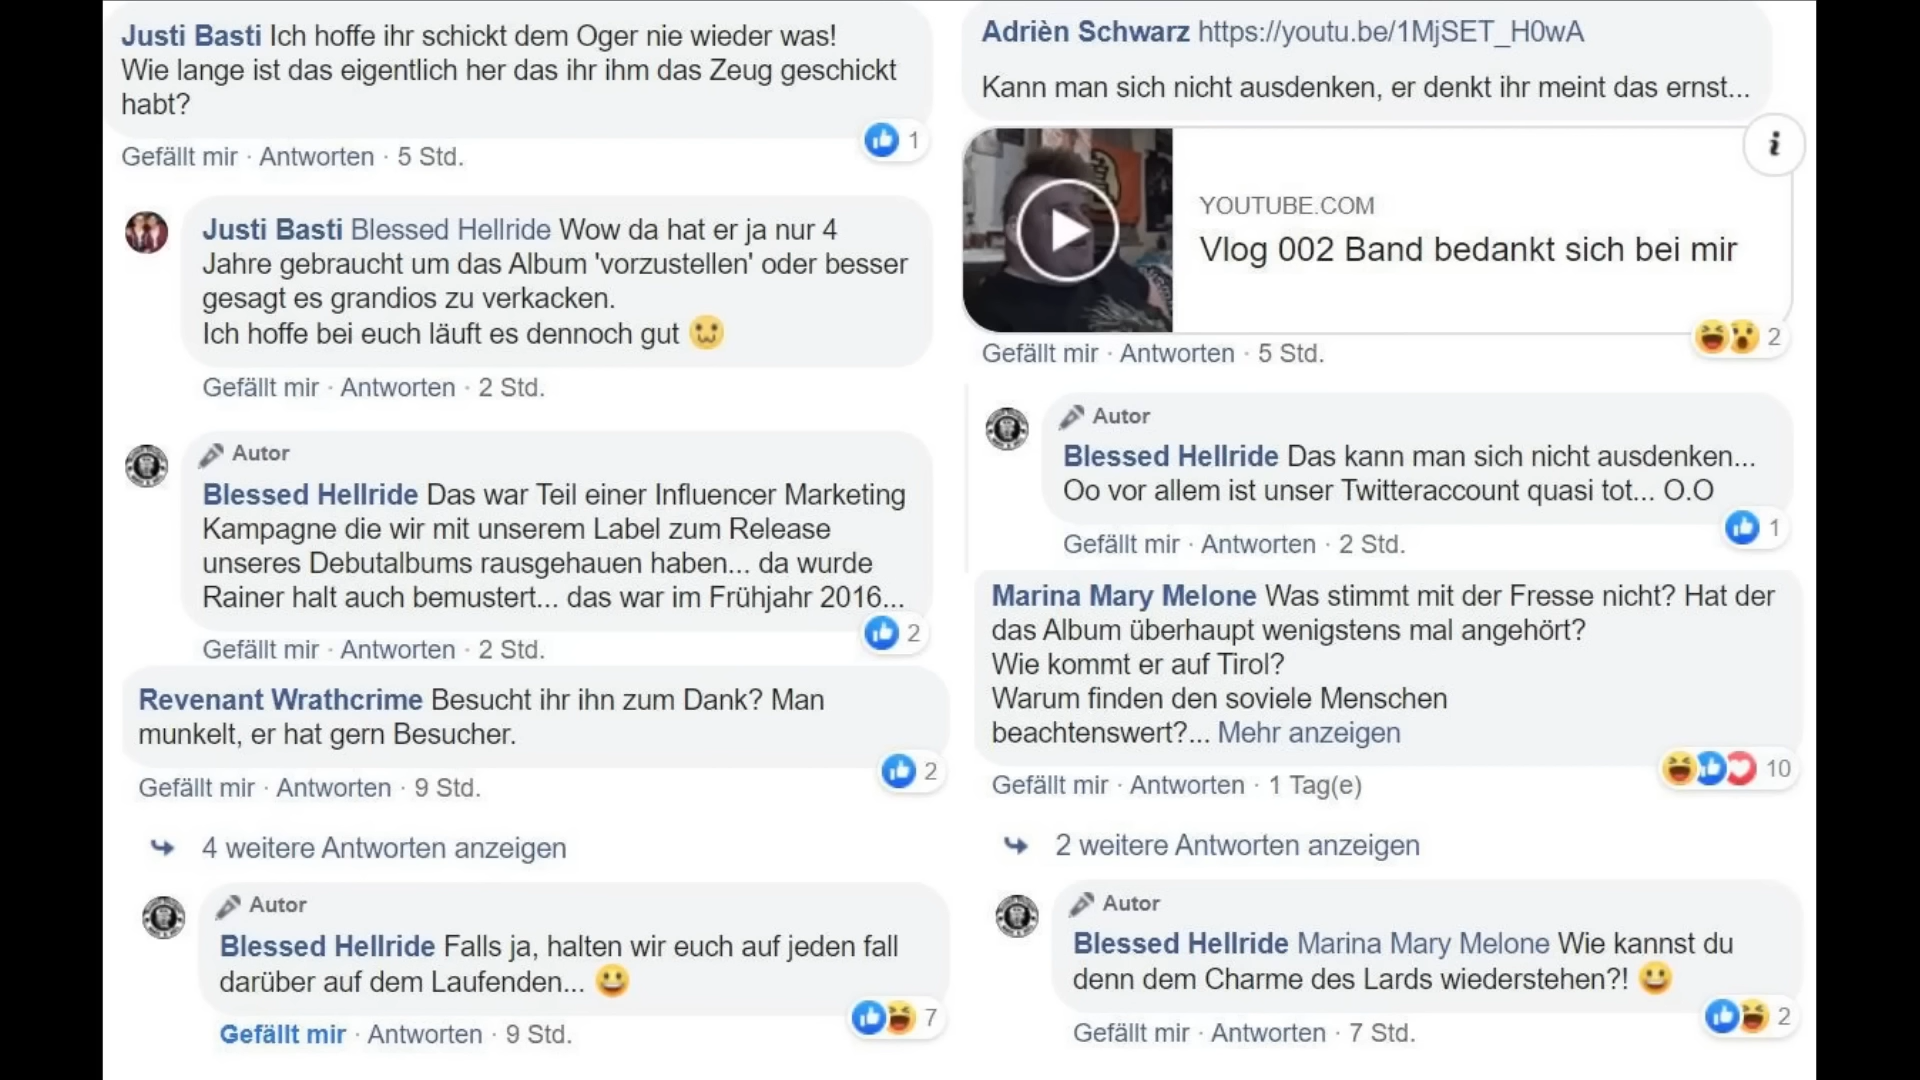 Justi Basti Ich hoffe ihr schickt dem Oger nie wieder was!
Wie lange ist das eigentlich her das ihr ihm das Zeug geschickt
habt?
1
Gefällt mir · Antworten · 5 Std.
Justi Basti Blessed Hellride Wow da hat er ja nur 4
Jahre gebraucht um das Album 'vorzustellen' oder besser
gesagt es grandios zu verkacken.
Ich hoffe bei euch läuft es dennoch gut
Gefällt mir · Antworten · 2 Std.
Autor
Blessed Hellride Das war Teil einer Influencer Marketing
Kampagne die wir mit unserem Label zum Release
unseres Debutalbums rausgehauen haben... da wurde
Rainer halt auch bemustert... das war im Frühjahr 2016...
2
Gefällt mir · Antworten · 2 Std.
Revenant Wrathcrime Besucht ihr ihn zum Dank? Man
munkelt, er hat gern Besucher.
2
Gefällt mir · Antworten · 9 Std.
4 weitere Antworten anzeigen
Autor
Blessed Hellride Falls ja, halten wir euch auf jeden fall
darüber auf dem Laufenden... 😀
7
Gefällt mir · Antworten · 9 Std.
Adrièn Schwarz https://youtu.be/1MjSET_H0wA
Kann man sich nicht ausdenken, er denkt ihr meint das ernst...
i
YOUTUBE.COM
Vlog 002 Band bedankt sich bei mir
2
Gefällt mir · Antworten · 5 Std.
Autor
Blessed Hellride Das kann man sich nicht ausdenken...
Oo vor allem ist unser Twitteraccount quasi tot... O.O
1
Gefällt mir · Antworten · 2 Std.
Marina Mary Melone Was stimmt mit der Fresse nicht? Hat der
das Album überhaupt wenigstens mal angehört?
Wie kommt er auf Tirol?
Warum finden den soviele Menschen
beachtenswert?... Mehr anzeigen
10
Gefällt mir · Antworten · 1 Tag(e)
2 weitere Antworten anzeigen
Autor
Blessed Hellride Marina Mary Melone Wie kannst du
denn dem Charme des Lards wiederstehen?! 😀
2
Gefällt mir · Antworten · 7 Std.